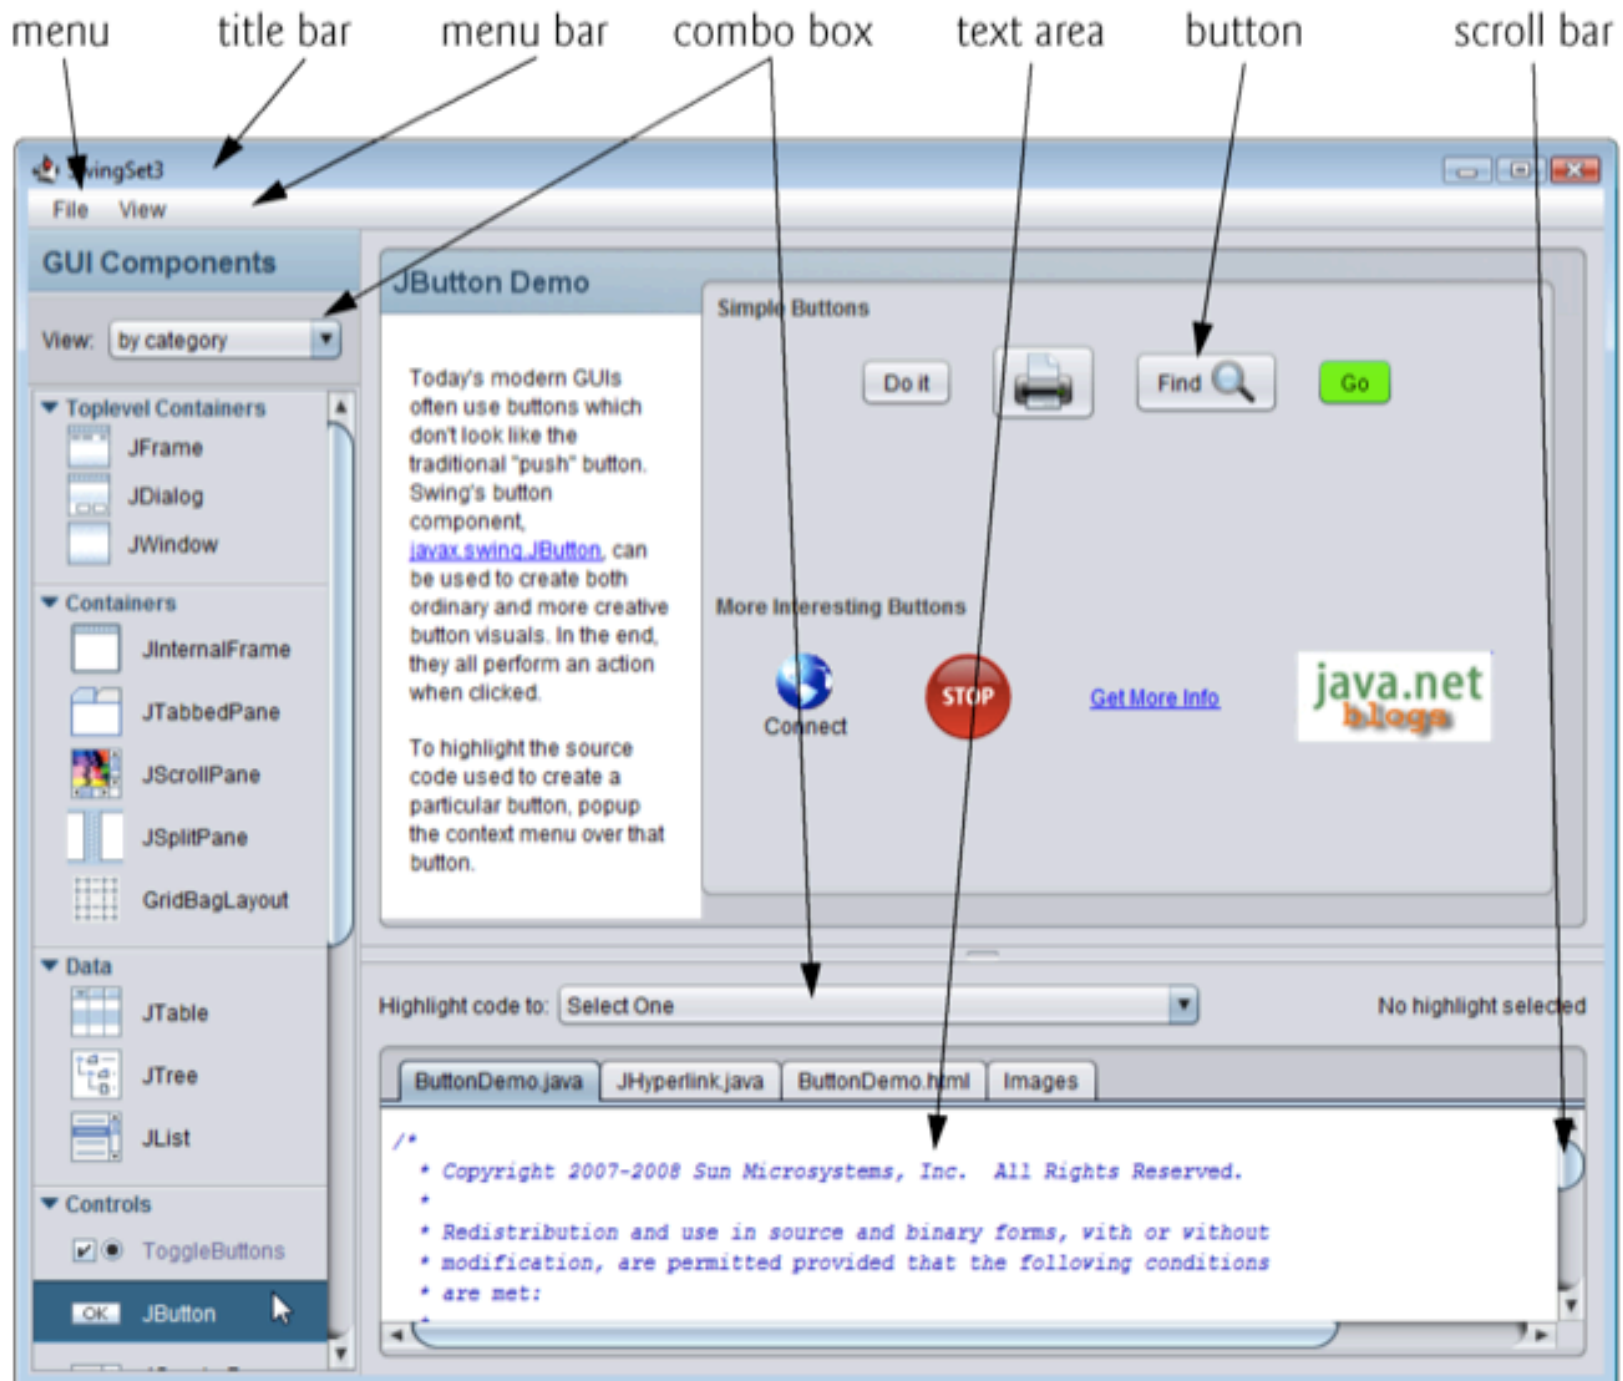 menu title bar menu bar combo box text area button scroll bar
SwingSet3
File View
GUI Components
View: by category
Toplevel Containers
JFrame
JDialog
JWindow
Containers
JInternalFrame
JTabbedPane
JScrollPane
JSplitPane
GridBagLayout
Data
JTable
JTree
JList
Controls
ToggleButtons
OK JButton
JButton Demo
Today's modern GUIs
often use buttons which
don't look like the
traditional "push" button.
Swing's button
component,
javax.swing.JButton, can
be used to create both
ordinary and more creative
button visuals. In the end,
they all perform an action
when clicked.
To highlight the source
code used to create a
particular button, popup
the context menu over that
button.
Simple Buttons
Do it Find Go
More Interesting Buttons
Connect
STOP
Get More Info
java.net
blogs
Highlight code to: Select One No highlight selected
ButtonDemo.java JHyperlink.java ButtonDemo.html Images
/*
* Copyright 2007-2008 Sun Microsystems, Inc. All Rights Reserved.
*
* Redistribution and use in source and binary forms, with or without
* modification, are permitted provided that the following conditions
* are met:
*